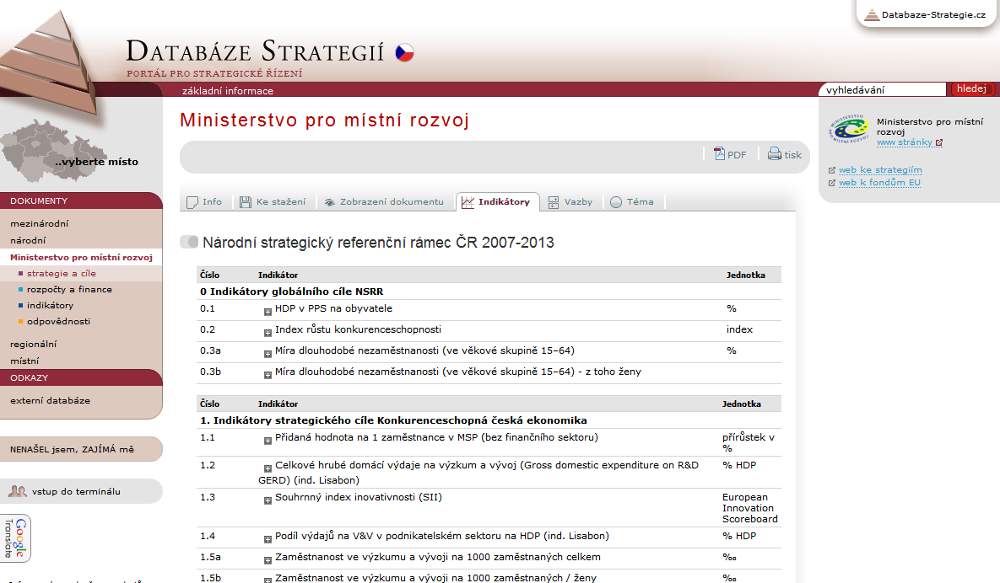 Databaze-Strategie.cz
DATABÁZE STRATEGIÍ
PORTÁL PRO STRATEGICKÉ ŘÍZENÍ
základní informace
vyhledávání
hledej
..vyberte místo
DOKUMENTY
mezinárodní
národní
Ministerstvo pro místní rozvoj
strategie a cíle
rozpočty a finance
indikátory
odpovědnosti
regionální
místní
ODKAZY
externí databáze
NENAŠEL jsem, ZAJÍMÁ mě
vstup do terminálu
Google
Translate
Ministerstvo pro místní rozvoj
PDF
tisk
Info
Ke stažení
Zobrazení dokumentu
Indikátory
Vazby
Téma
Národní strategický referenční rámec ČR 2007-2013
Číslo Indikátor Jednotka
0 Indikátory globálního cíle NSRR
0.1 HDP v PPS na obyvatele %
0.2 Index růstu konkurenceschopnosti index
0.3a Míra dlouhodobé nezaměstnanosti (ve věkové skupině 15–64) %
0.3b Míra dlouhodobé nezaměstnanosti (ve věkové skupině 15–64) - z toho ženy
Číslo Indikátor Jednotka
1. Indikátory strategického cíle Konkurenceschopná česká ekonomika
1.1 Přidaná hodnota na 1 zaměstnance v MSP (bez finančního sektoru) přírůstek v
%
1.2 Celkové hrubé domácí výdaje na výzkum a vývoj (Gross domestic expenditure on R&D % HDP
GERD) (ind. Lisabon)
1.3 Souhrnný index inovativnosti (SII) European
Innovation
Scoreboard
1.4 Podíl výdajů na V&V v podnikatelském sektoru na HDP (ind. Lisabon) % HDP
1.5a Zaměstnanost ve výzkumu a vývoji na 1000 zaměstnaných celkem ‰
1.5b Zaměstnanost ve výzkumu a vývoji na 1000 zaměstnaných / ženy ‰
MINISTERSTVO
PRO MÍSTNÍ ROZVOJ
Ministerstvo pro místní
rozvoj
www stránky
web ke strategiím
web k fondům EU